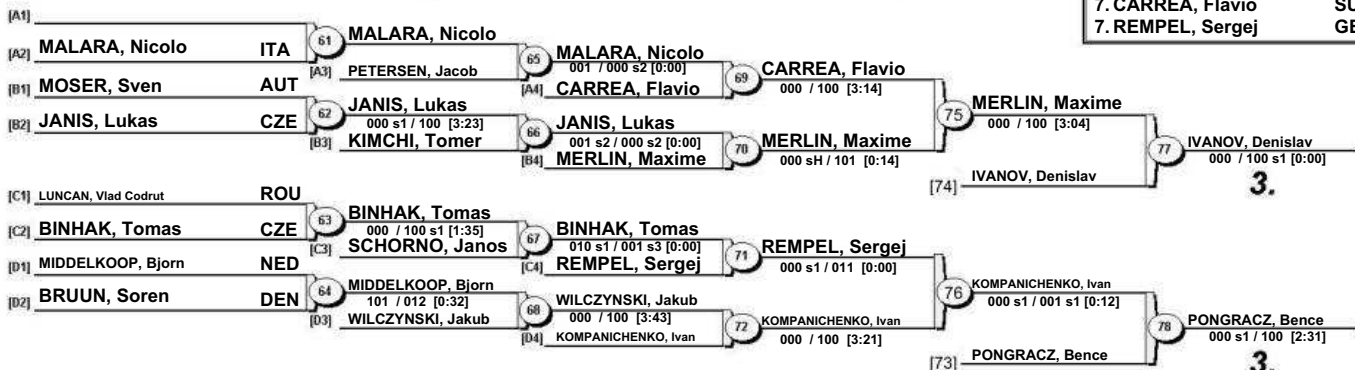 7. CARREA, Flavio SU
7. REMPEL, Sergej GE
[A1]
[A2] MALARA, Nicolo ITA
[B1] MOSER, Sven AUT
[B2] JANIS, Lukas CZE
[C1] LUNCAN, Vlad Codrut ROU
[C2] BINHAK, Tomas CZE
[D1] MIDDELKOOP, Bjorn NED
[D2] BRUUN, Soren DEN
61
62
63
64
MALARA, Nicolo
[A3] PETERSEN, Jacob
JANIS, Lukas
000 s1 / 100 [3:23]
[B3] KIMCHI, Tomer
BINHAK, Tomas
000 / 100 s1 [1:35]
[C3] SCHORNO, Janos
MIDDELKOOP, Bjorn
101 / 012 [0:32]
[D3] WILCZYNSKI, Jakub
65
66
67
68
MALARA, Nicolo
001 / 000 s2 [0:00]
[A4] CARREA, Flavio
JANIS, Lukas
001 s2 / 000 s2 [0:00]
[B4] MERLIN, Maxime
BINHAK, Tomas
010 s1 / 001 s3 [0:00]
[C4] REMPEL, Sergej
WILCZYNSKI, Jakub
000 / 100 [3:43]
[D4] KOMPANICHENKO, Ivan
69
70
71
72
CARREA, Flavio
000 / 100 [3:14]
MERLIN, Maxime
000 sH / 101 [0:14]
REMPEL, Sergej
000 s1 / 011 [0:00]
KOMPANICHENKO, Ivan
000 / 100 [3:21]
75
76
MERLIN, Maxime
000 / 100 [3:04]
[74] IVANOV, Denislav
KOMPANICHENKO, Ivan
000 s1 / 001 s1 [0:12]
[73] PONGRACZ, Bence
77
78
IVANOV, Denislav
000 / 100 s1 [0:00]
3.
PONGRACZ, Bence
000 s1 / 100 [2:31]
3.